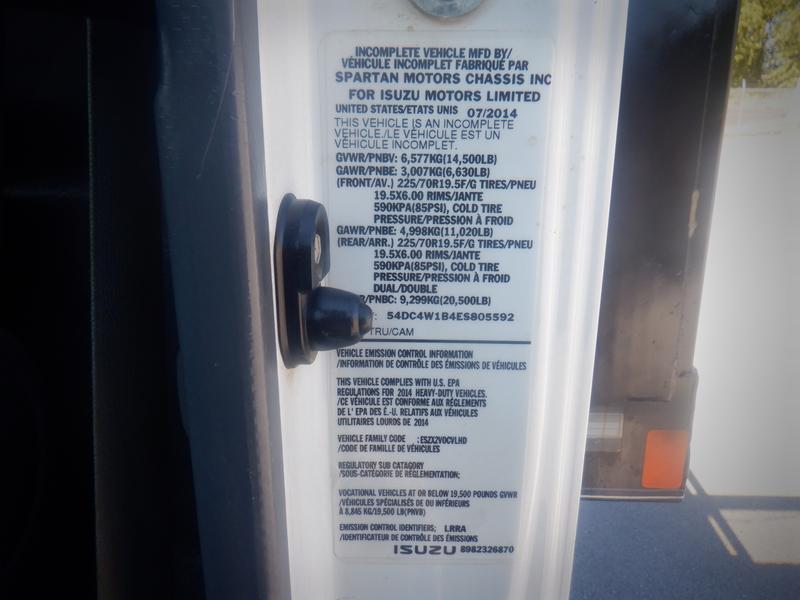 INCOMPLETE VEHICLE MFD BY/
VÉHICULE INCOMPLET FABRIQUÉ PAR
SPARTAN MOTORS CHASSIS INC
FOR ISUZU MOTORS LIMITED
UNITED STATES/ETATS UNIS 07/2014
THIS VEHICLE IS AN INCOMPLETE
VEHICLE./LE VÉHICULE EST UN
VÉHICULE INCOMPLET.
GVWR/PNBV: 6,577KG(14,500LB)
GAWR/PNBE: 3,007KG(6,630LB)
(FRONT/AV.) 225/70R19.5F/G TIRES/PNEU
19.5X6.00 RIMS/JANTE
590KPA(85PSI), COLD TIRE
PRESSURE/PRESSION À FROID
GAWR/PNBE: 4,998KG(11,020LB)
(REAR/ARR.) 225/70R19.5F/G TIRES/PNEU
19.5X6.00 RIMS/JANTE
590KPA(85PSI), COLD TIRE
PRESSURE/PRESSION À FROID
DUAL/DOUBLE
/PNBC: 9,299KG(20,500LB)
: 54DC4W1B4ES805592
TRU/CAM
VEHICLE EMISSION CONTROL INFORMATION
/INFORMATION DE CONTRÔLE DES ÉMISSIONS DE VÉHICULES
THIS VEHICLE COMPLIES WITH U.S. EPA
REGULATIONS FOR 2014 HEAVY-DUTY VEHICLES.
/CE VÉHICULE EST CONFORME AUX RÉGLEMENTS
DE L' EPA DES É.-U. RELATIFS AUX VÉHICULES
UTILITAIRES LOURDS DE 2014
VEHICLE FAMILY CODE :ESZX2VOCVLHD
/CODE DE FAMILLE DE VÉHICULES
REGULATORY SUB CATAGORY
/SOUS-CATÉGORIE DE RÉGLEMENTATION;
VOCATIONAL VEHICLES AT OR BELOW 19,500 POUNDS GVWR
/VÉHICULES SPÉCIALISÉS DE OU INFÉRIEURS
À 8,845 KG/19,500 LB(PNVB)
EMISSION CONTROL IDENTIFIERS; LRRA
/IDENTIFICATEUR DE CONTRÔLE DES ÉMISSIONS
ISUZU 8982326870